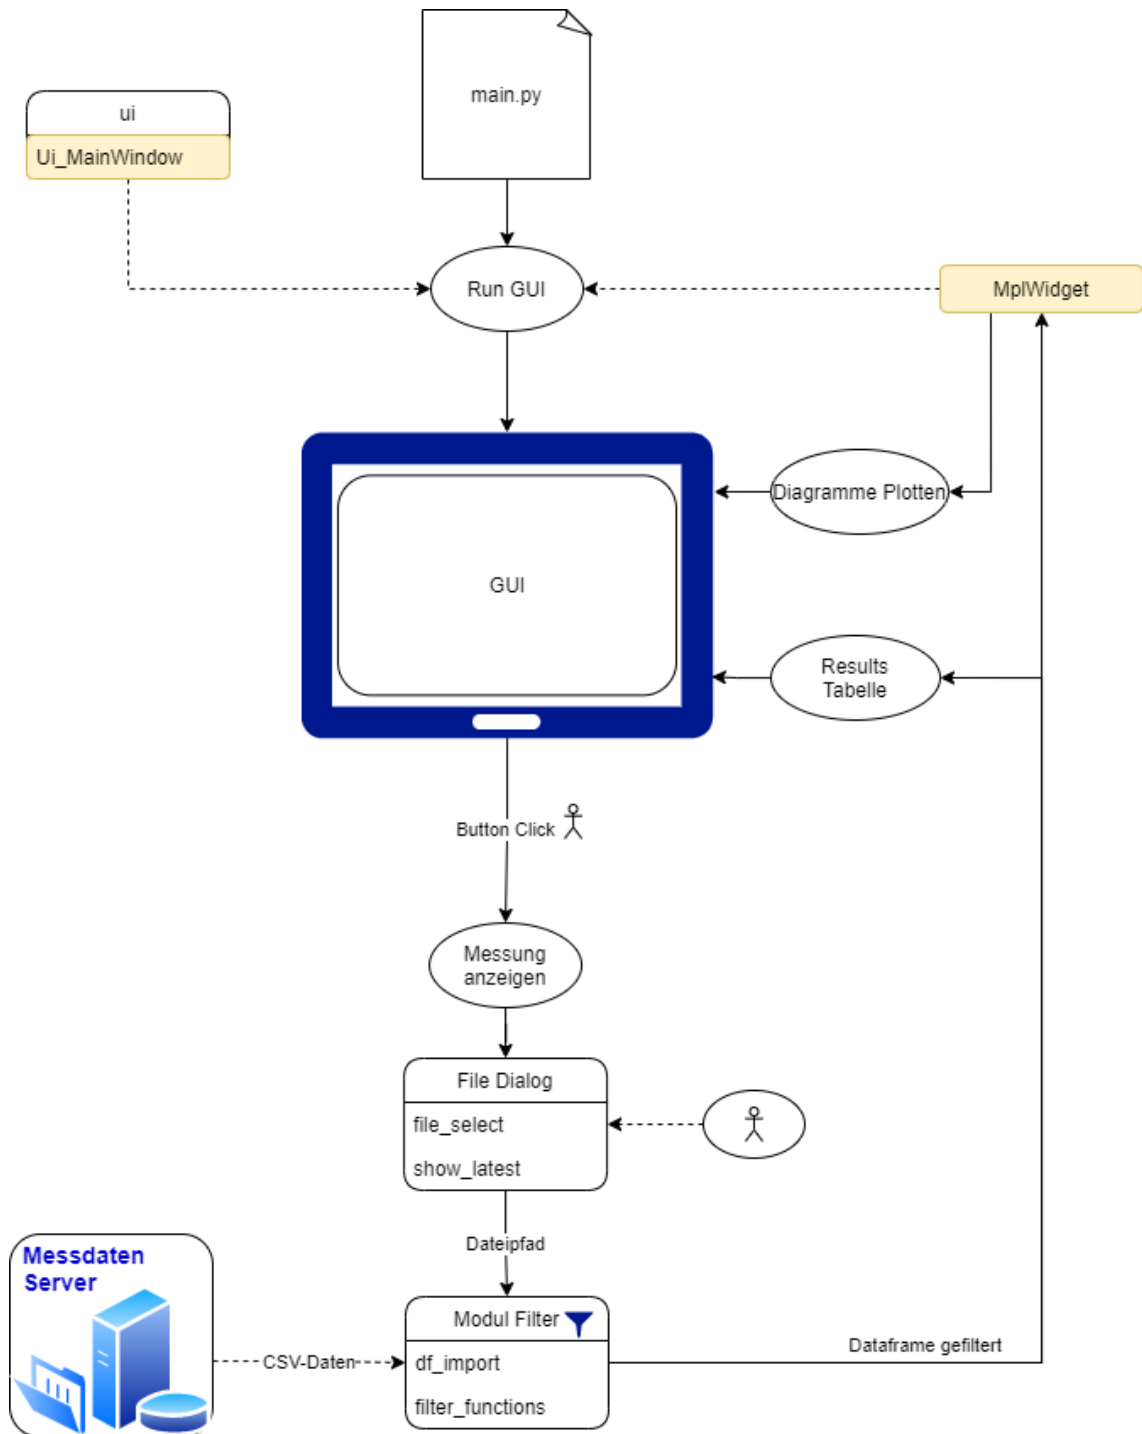 main.py
ui
Ui_MainWindow
Run GUI
MplWidget
Diagramme Plotten
GUI
Results
Tabelle
Button Click
Messung
anzeigen
File Dialog
file_select
show_latest
Dateipfad
Messdaten
Server
Modul Filter
Dataframe gefiltert
CSV-Daten
df_import
filter_functions